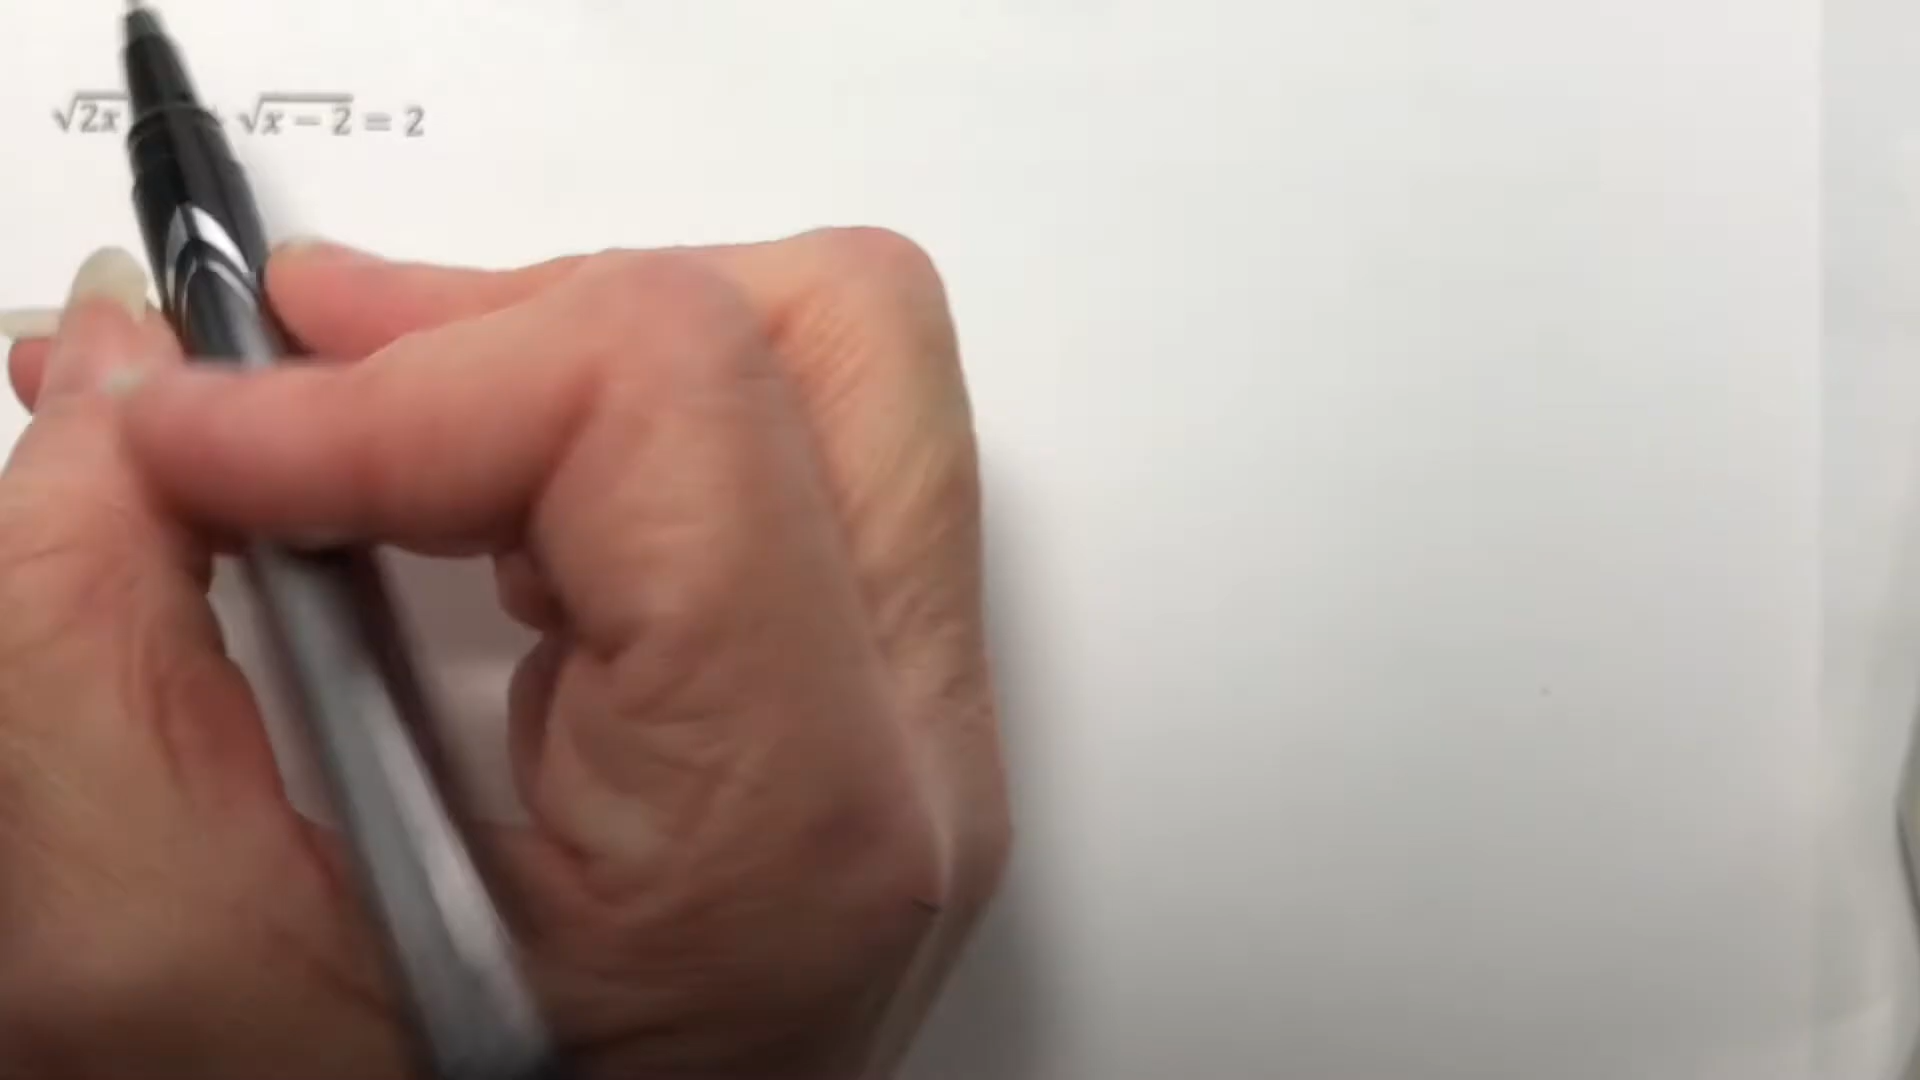 √2x √x − 2 = 2